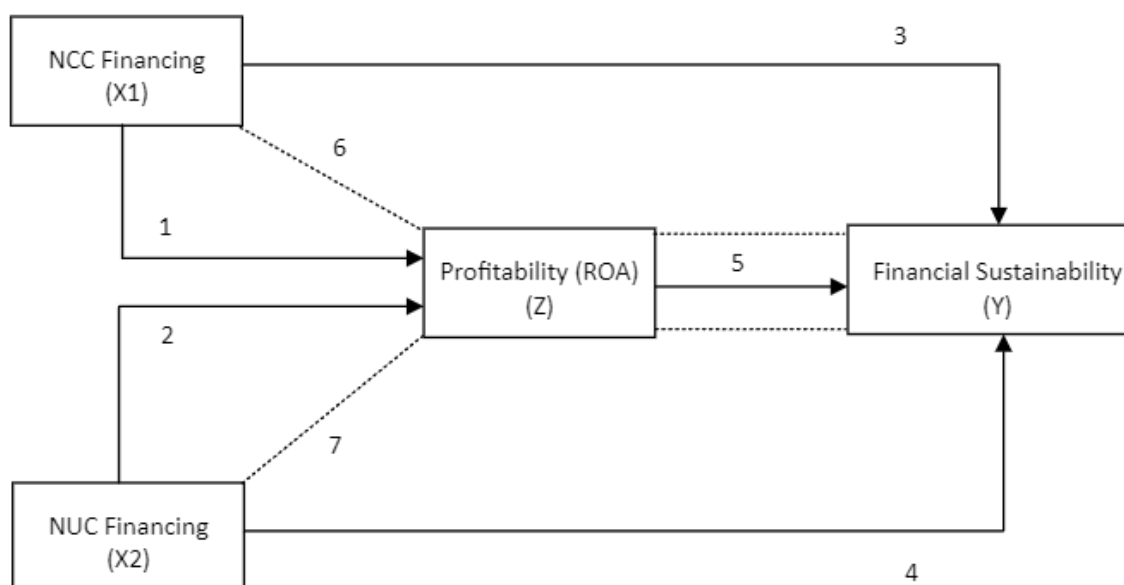 3
NCC Financing
(X1)
6
1
Profitability (ROA)
(Z)
5
Financial Sustainability
(Y)
2
7
NUC Financing
(X2)
4